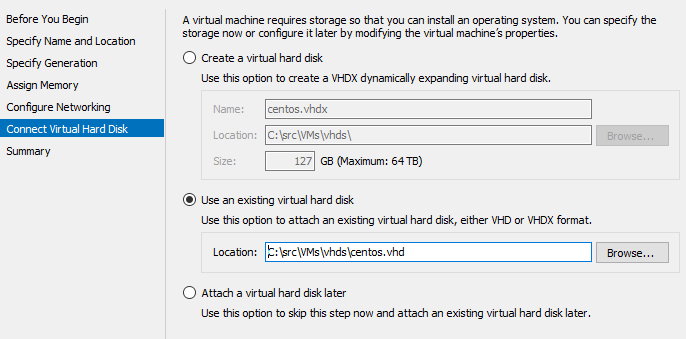 Before You Begin
Specify Name and Location
Specify Generation
Assign Memory
Configure Networking
Connect Virtual Hard Disk
Summary
A virtual machine requires storage so that you can install an operating system. You can specify the
storage now or configure it later by modifying the virtual machine's properties.
Create a virtual hard disk
Use this option to create a VHDX dynamically expanding virtual hard disk.
Name: centos.vhdx
Location: C:\src\VMs\vhds\ Browse...
Size: 127 GB (Maximum: 64 TB)
Use an existing virtual hard disk
Use this option to attach an existing virtual hard disk, either VHD or VHDX format.
Location: C:\src\VMs\vhds\centos.vhd Browse...
Attach a virtual hard disk later
Use this option to skip this step now and attach an existing virtual hard disk later.